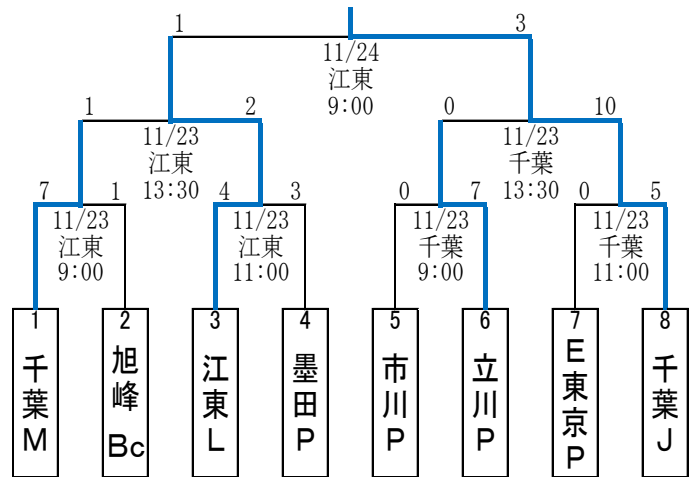 1 3
11/24
江東
9:00
1 2 0 10
11/23 11/23
江東 千葉
13:30 13:30
7 1 4 3 0 7 0 5
11/23 11/23 11/23 11/23
江東 江東 千葉 千葉
9:00 11:00 9:00 11:00
1 2 3 4 5 6 7 8
千葉M
旭峰 Bc
江東L
墨田P
市川P
立川P
E東京P
千葉J